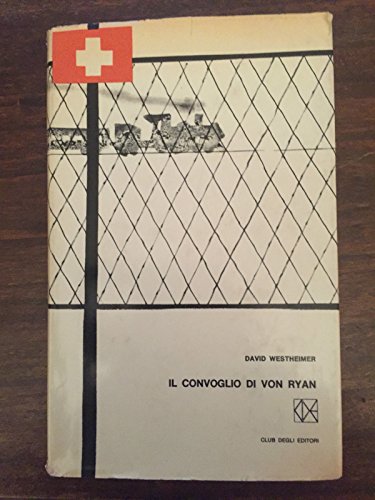 DAVID WESTHEIMER
IL CONVOGLIO DI VON RYAN
CLUB DEGLI EDITORI